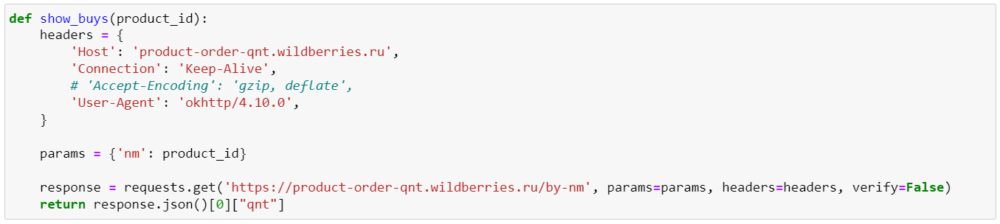 def show_buys(product_id):
    headers = {
        'Host': 'product-order-qnt.wildberries.ru',
        'Connection': 'Keep-Alive',
        # 'Accept-Encoding': 'gzip, deflate',
        'User-Agent': 'okhttp/4.10.0',
    }
    params = {'nm': product_id}
    response = requests.get('https://product-order-qnt.wildberries.ru/by-nm', params=params, headers=headers, verify=False)
    return response.json()[0]["qnt"]